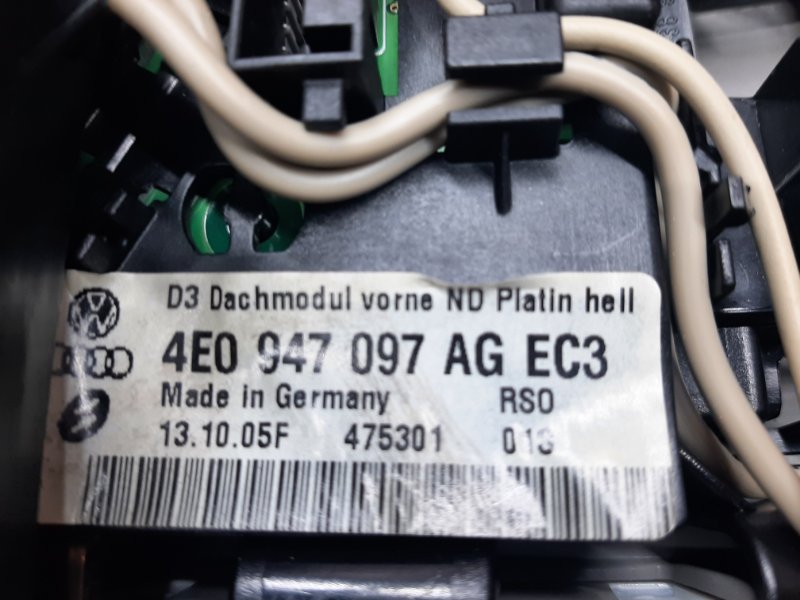 D3 Dachmodul vorne ND Platin hell
4E0 947 097 AG EC3
Made in Germany RSO
13.10.05F 475301 013